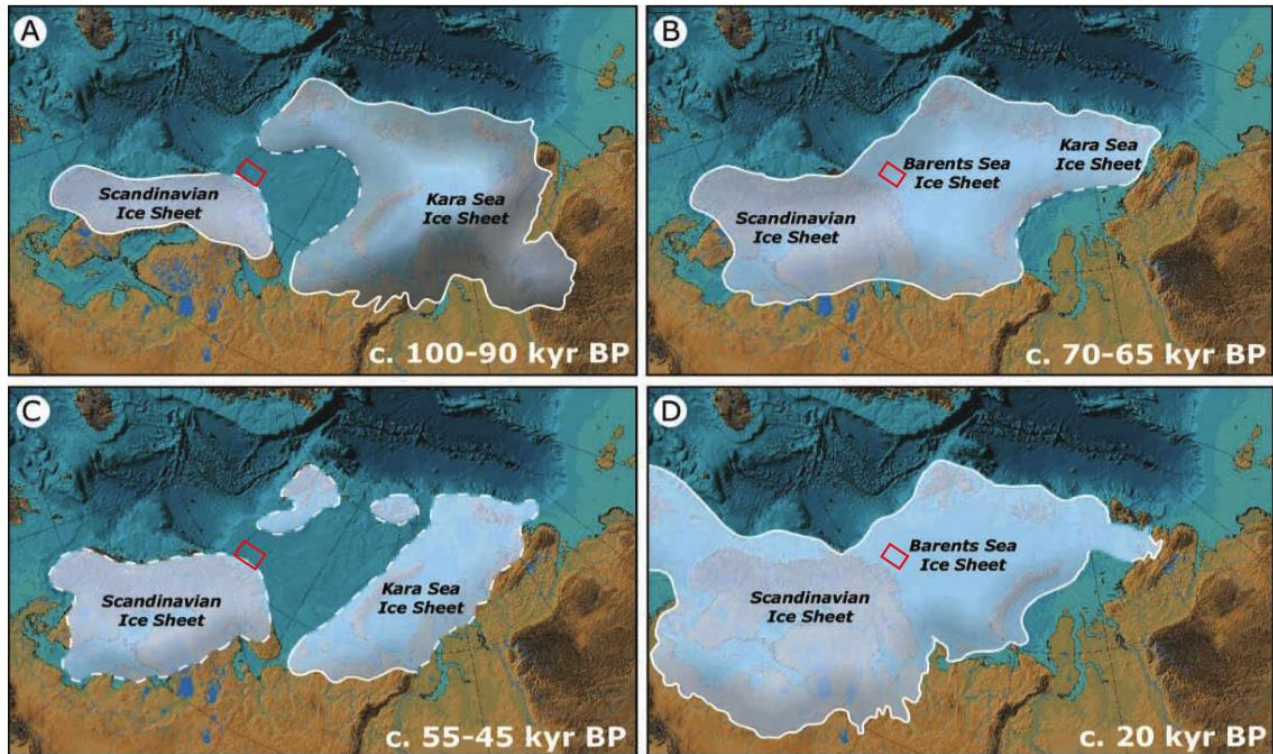 A
Scandinavian
Ice Sheet
Kara Sea
Ice Sheet
c. 100-90 kyr BP
B
Scandinavian
Ice Sheet
Barents Sea
Ice Sheet
Kara Sea
Ice Sheet
c. 70-65 kyr BP
C
Scandinavian
Ice Sheet
Kara Sea
Ice Sheet
c. 55-45 kyr BP
D
Scandinavian
Ice Sheet
Barents Sea
Ice Sheet
c. 20 kyr BP